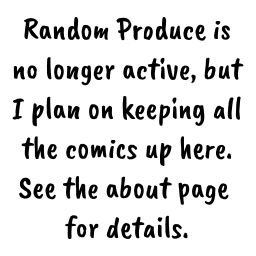 Random Produce is
no longer active, but
I plan on keeping all
the comics up here.
See the about page
for details.